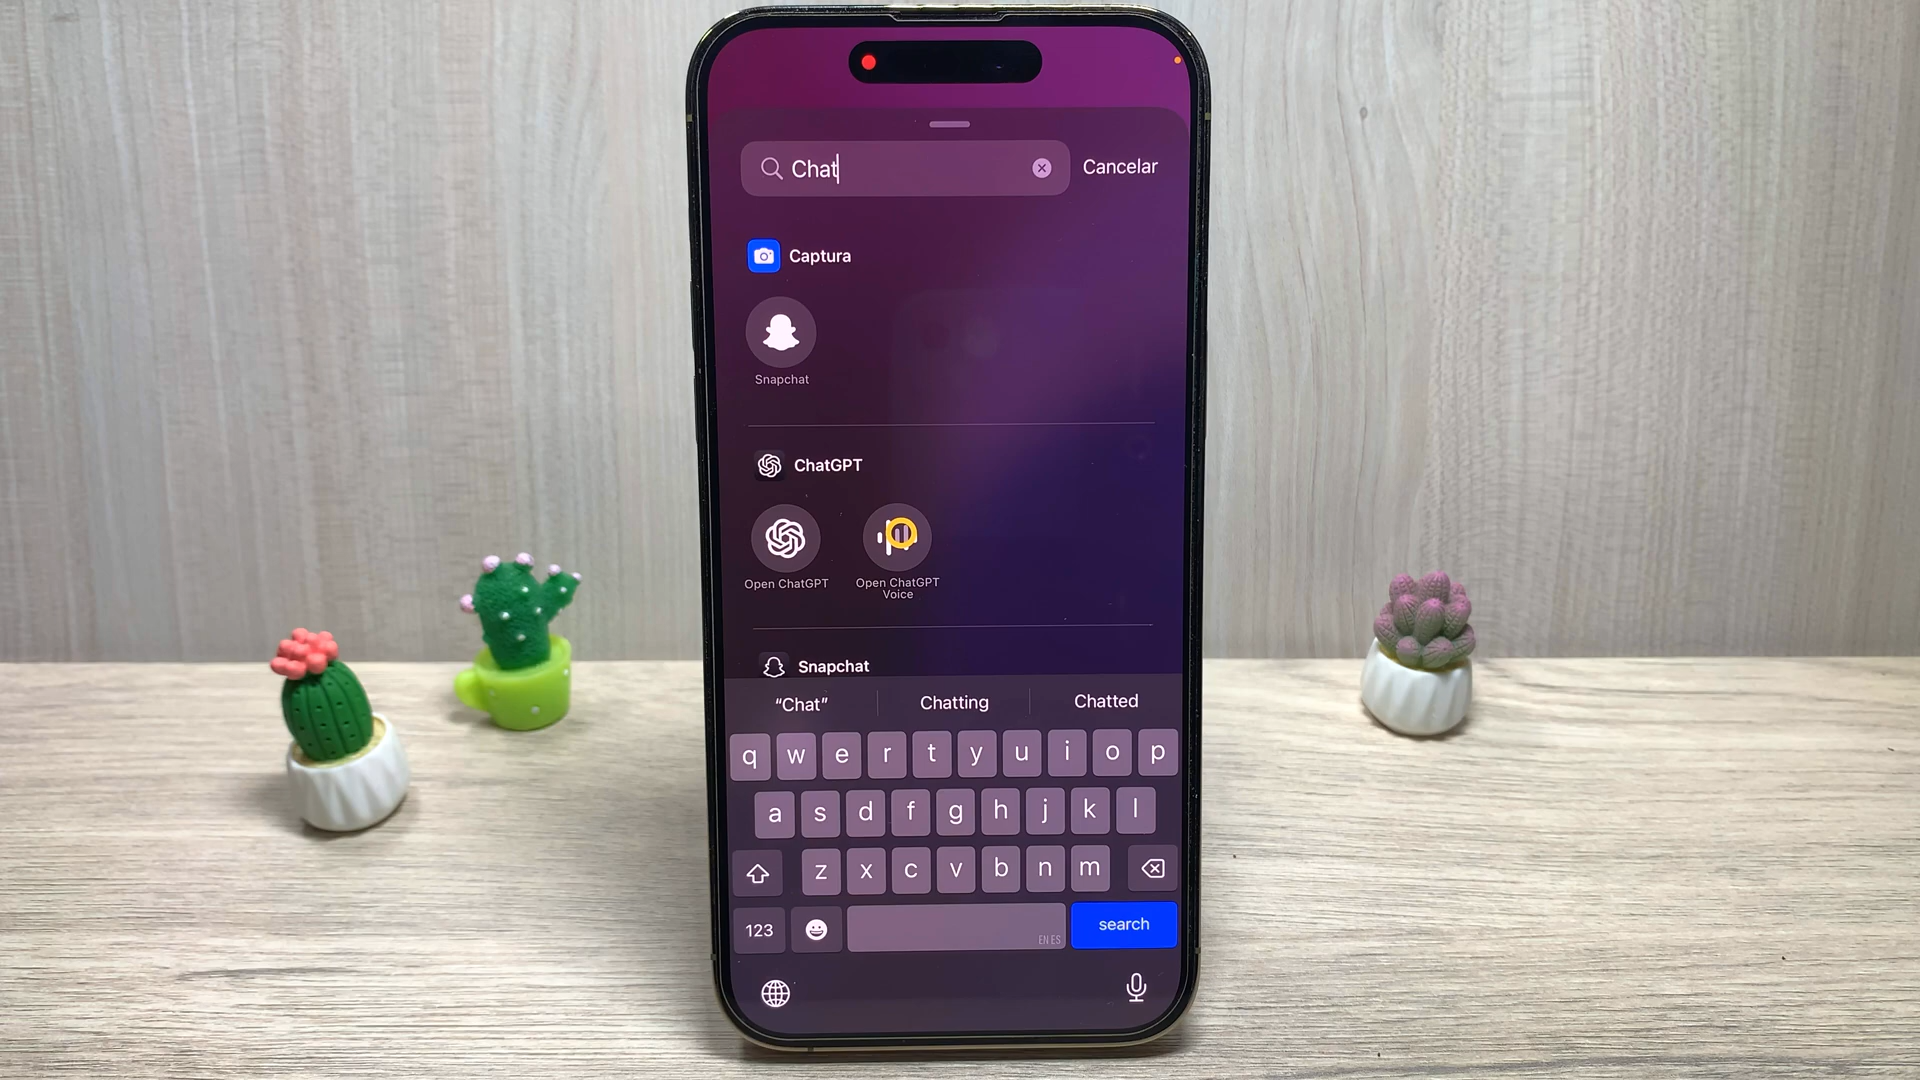 Chat
Cancelar
Captura
Snapchat
ChatGPT
Open ChatGPT
Open ChatGPT
Voice
Snapchat
“Chat”
Chatting
Chatted
q w e r t y u i o p
a s d f g h j k l
z x c v b n m
123
EN ES
search